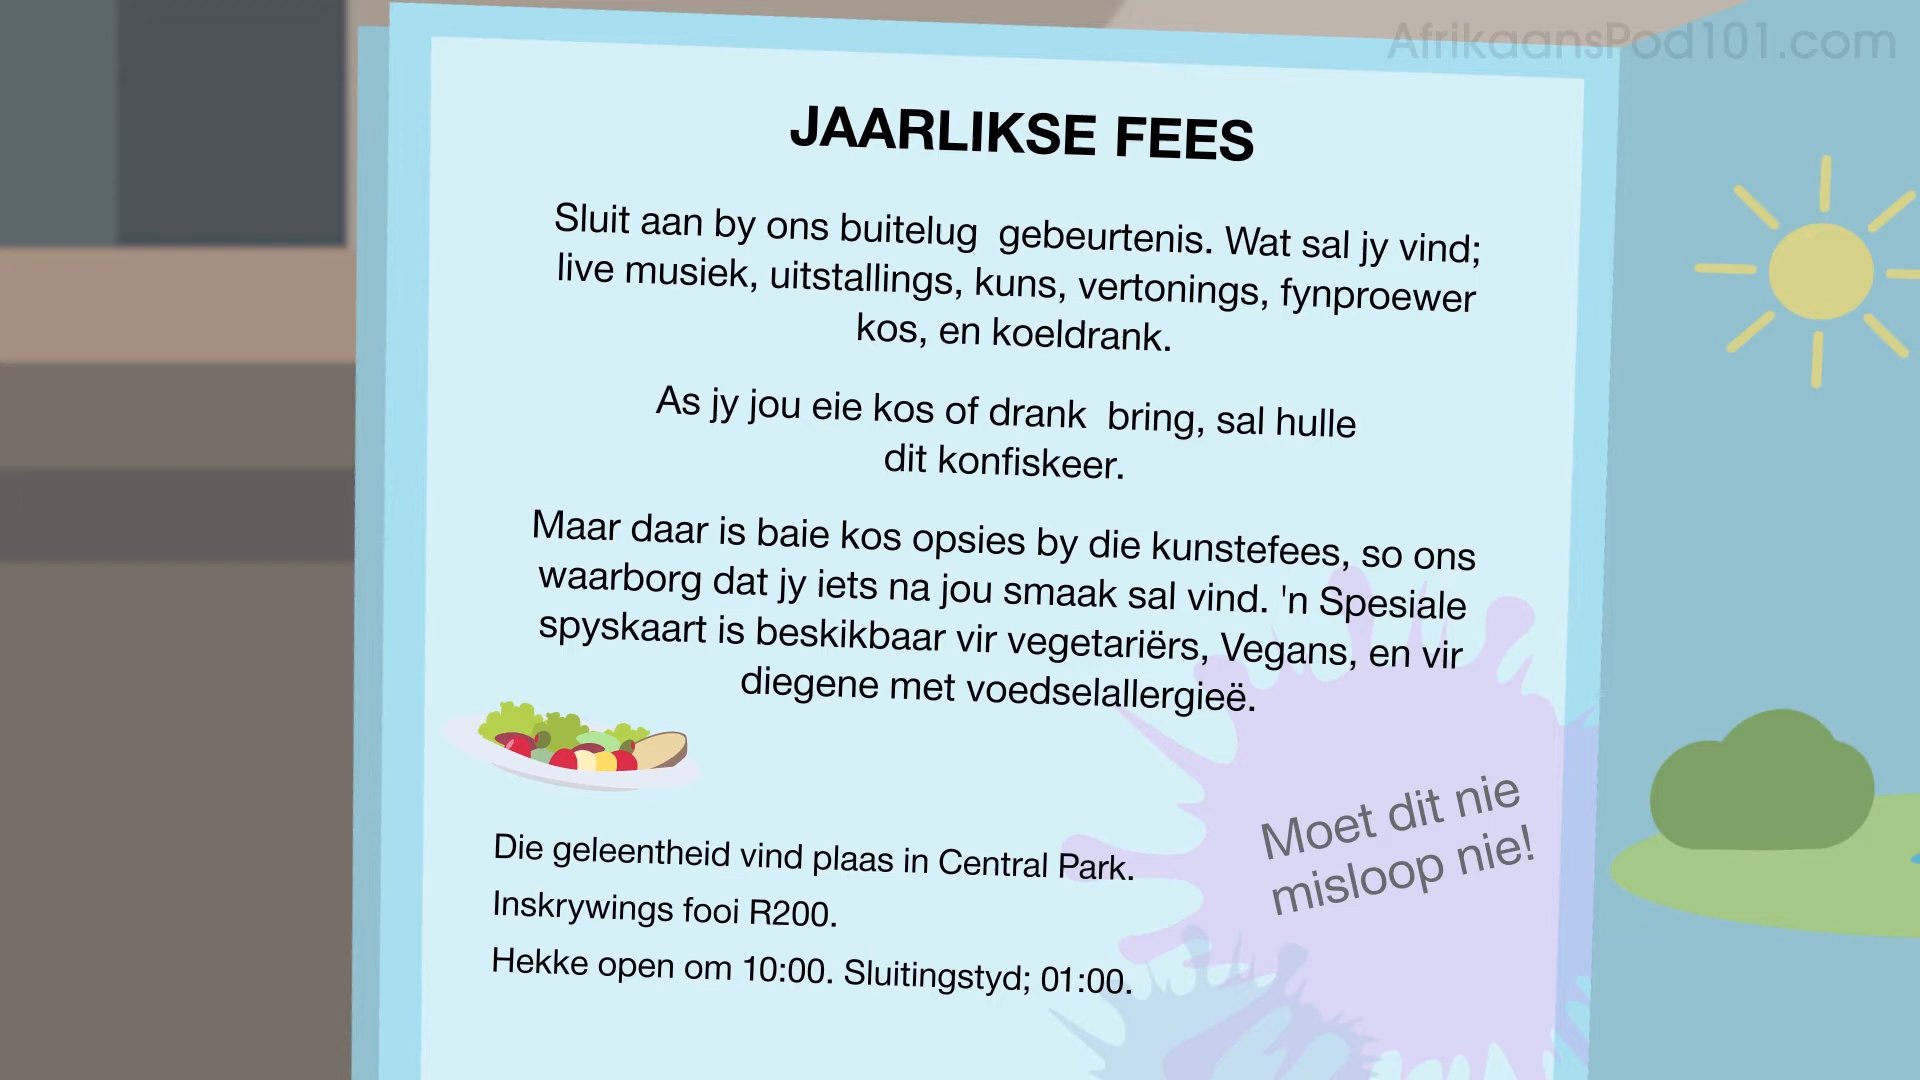 AfrikaansPod101.com
JAARLIKSE FEES
Sluit aan by ons buitelug gebeurtenis. Wat sal jy vind;
live musiek, uitstallings, kuns, vertonings, fynproewer
kos, en koeldrank.
As jy jou eie kos of drank bring, sal hulle
dit konfiskeer.
Maar daar is baie kos opsies by die kunstefees, so ons
waarborg dat jy iets na jou smaak sal vind. 'n Spesiale
spyskaart is beskikbaar vir vegetariërs, Vegans, en vir
diegene met voedselallergieë.
Moet dit nie
misloop nie!
Die geleentheid vind plaas in Central Park.
Inskrywings fooi R200.
Hekke open om 10:00. Sluitingstyd; 01:00.